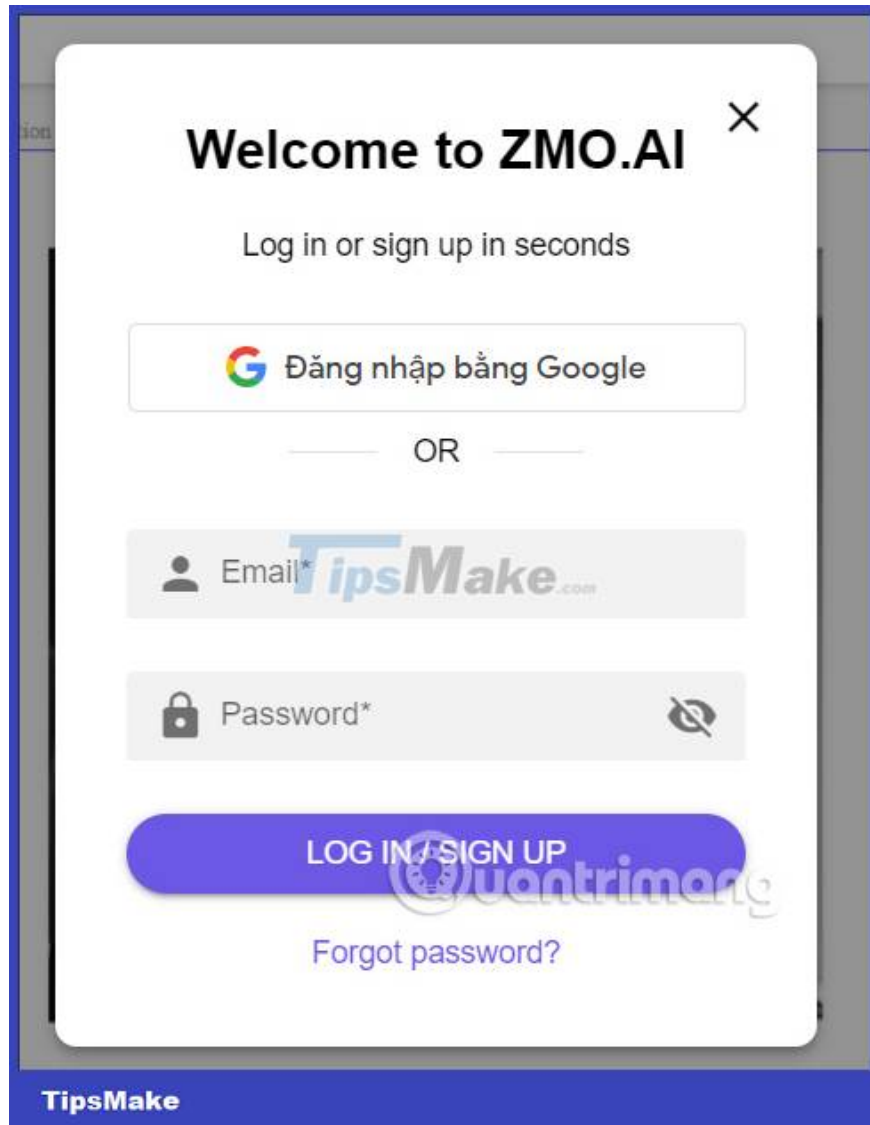 tion
Welcome to ZMO.AI
Log in or sign up in seconds
Đăng nhập bằng Google
OR
Email*
TipsMake.com
Password*
LOG IN / SIGN UP
Quantrimang
Forgot password?
TipsMake